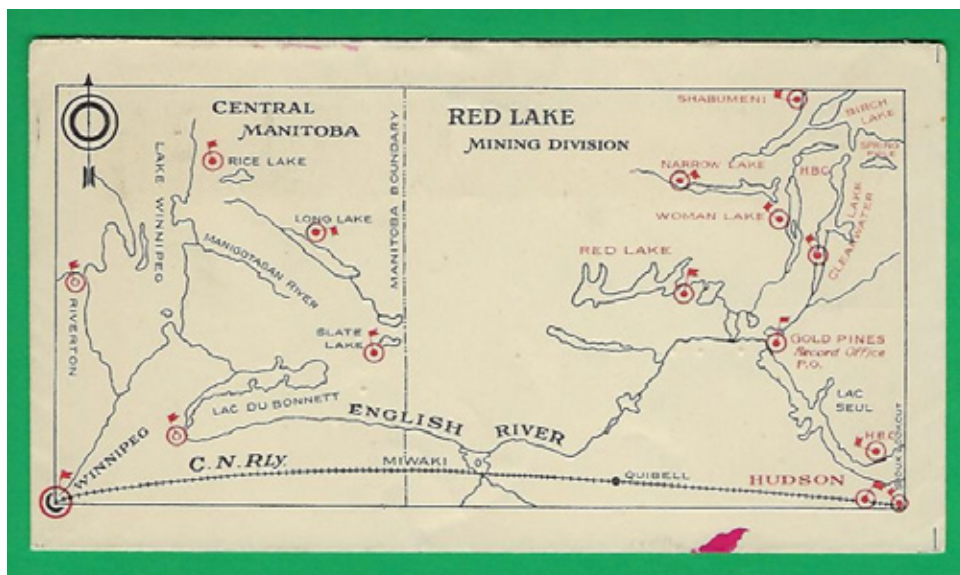 CENTRAL
MANITOBA
RED LAKE
MINING DIVISION
SHABUMENI
BIRCH
LAKE
SPRING
RICE LAKE
LAKE WINNIPEG
MANITOBA BOUNDARY
NARROW LAKE
H.B.C.
LONG LAKE
WOMAN LAKE
LAKE
CLEARWATER
MANIGOTAGAN RIVER
RED LAKE
RIVERTON
SLATE
LAKE
GOLD PINES
Record Office
P.O.
LAC DU BONNETT
ENGLISH RIVER
LAC
SEUL
H.B.C.
WINNIPEG
C.N.RLY.
MIWAKI
QUIBELL
HUDSON
SIOUX LOOKOUT